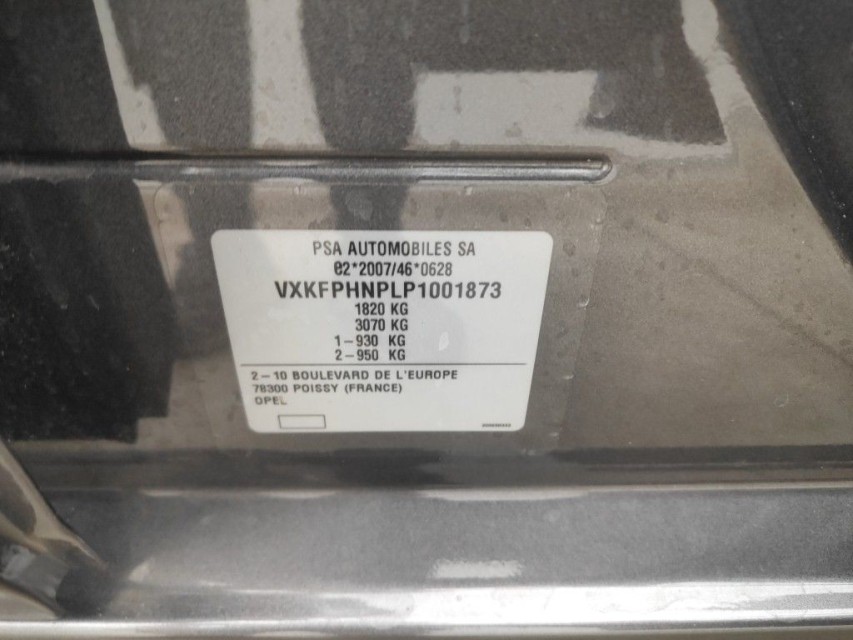 PSA AUTOMOBILES SA
e2*2007/46*0628
VXKFPHNPLP1001873
1820 KG
3070 KG
1-930 KG
2-950 KG
2-10 BOULEVARD DE L'EUROPE
78300 POISSY (FRANCE)
OPEL